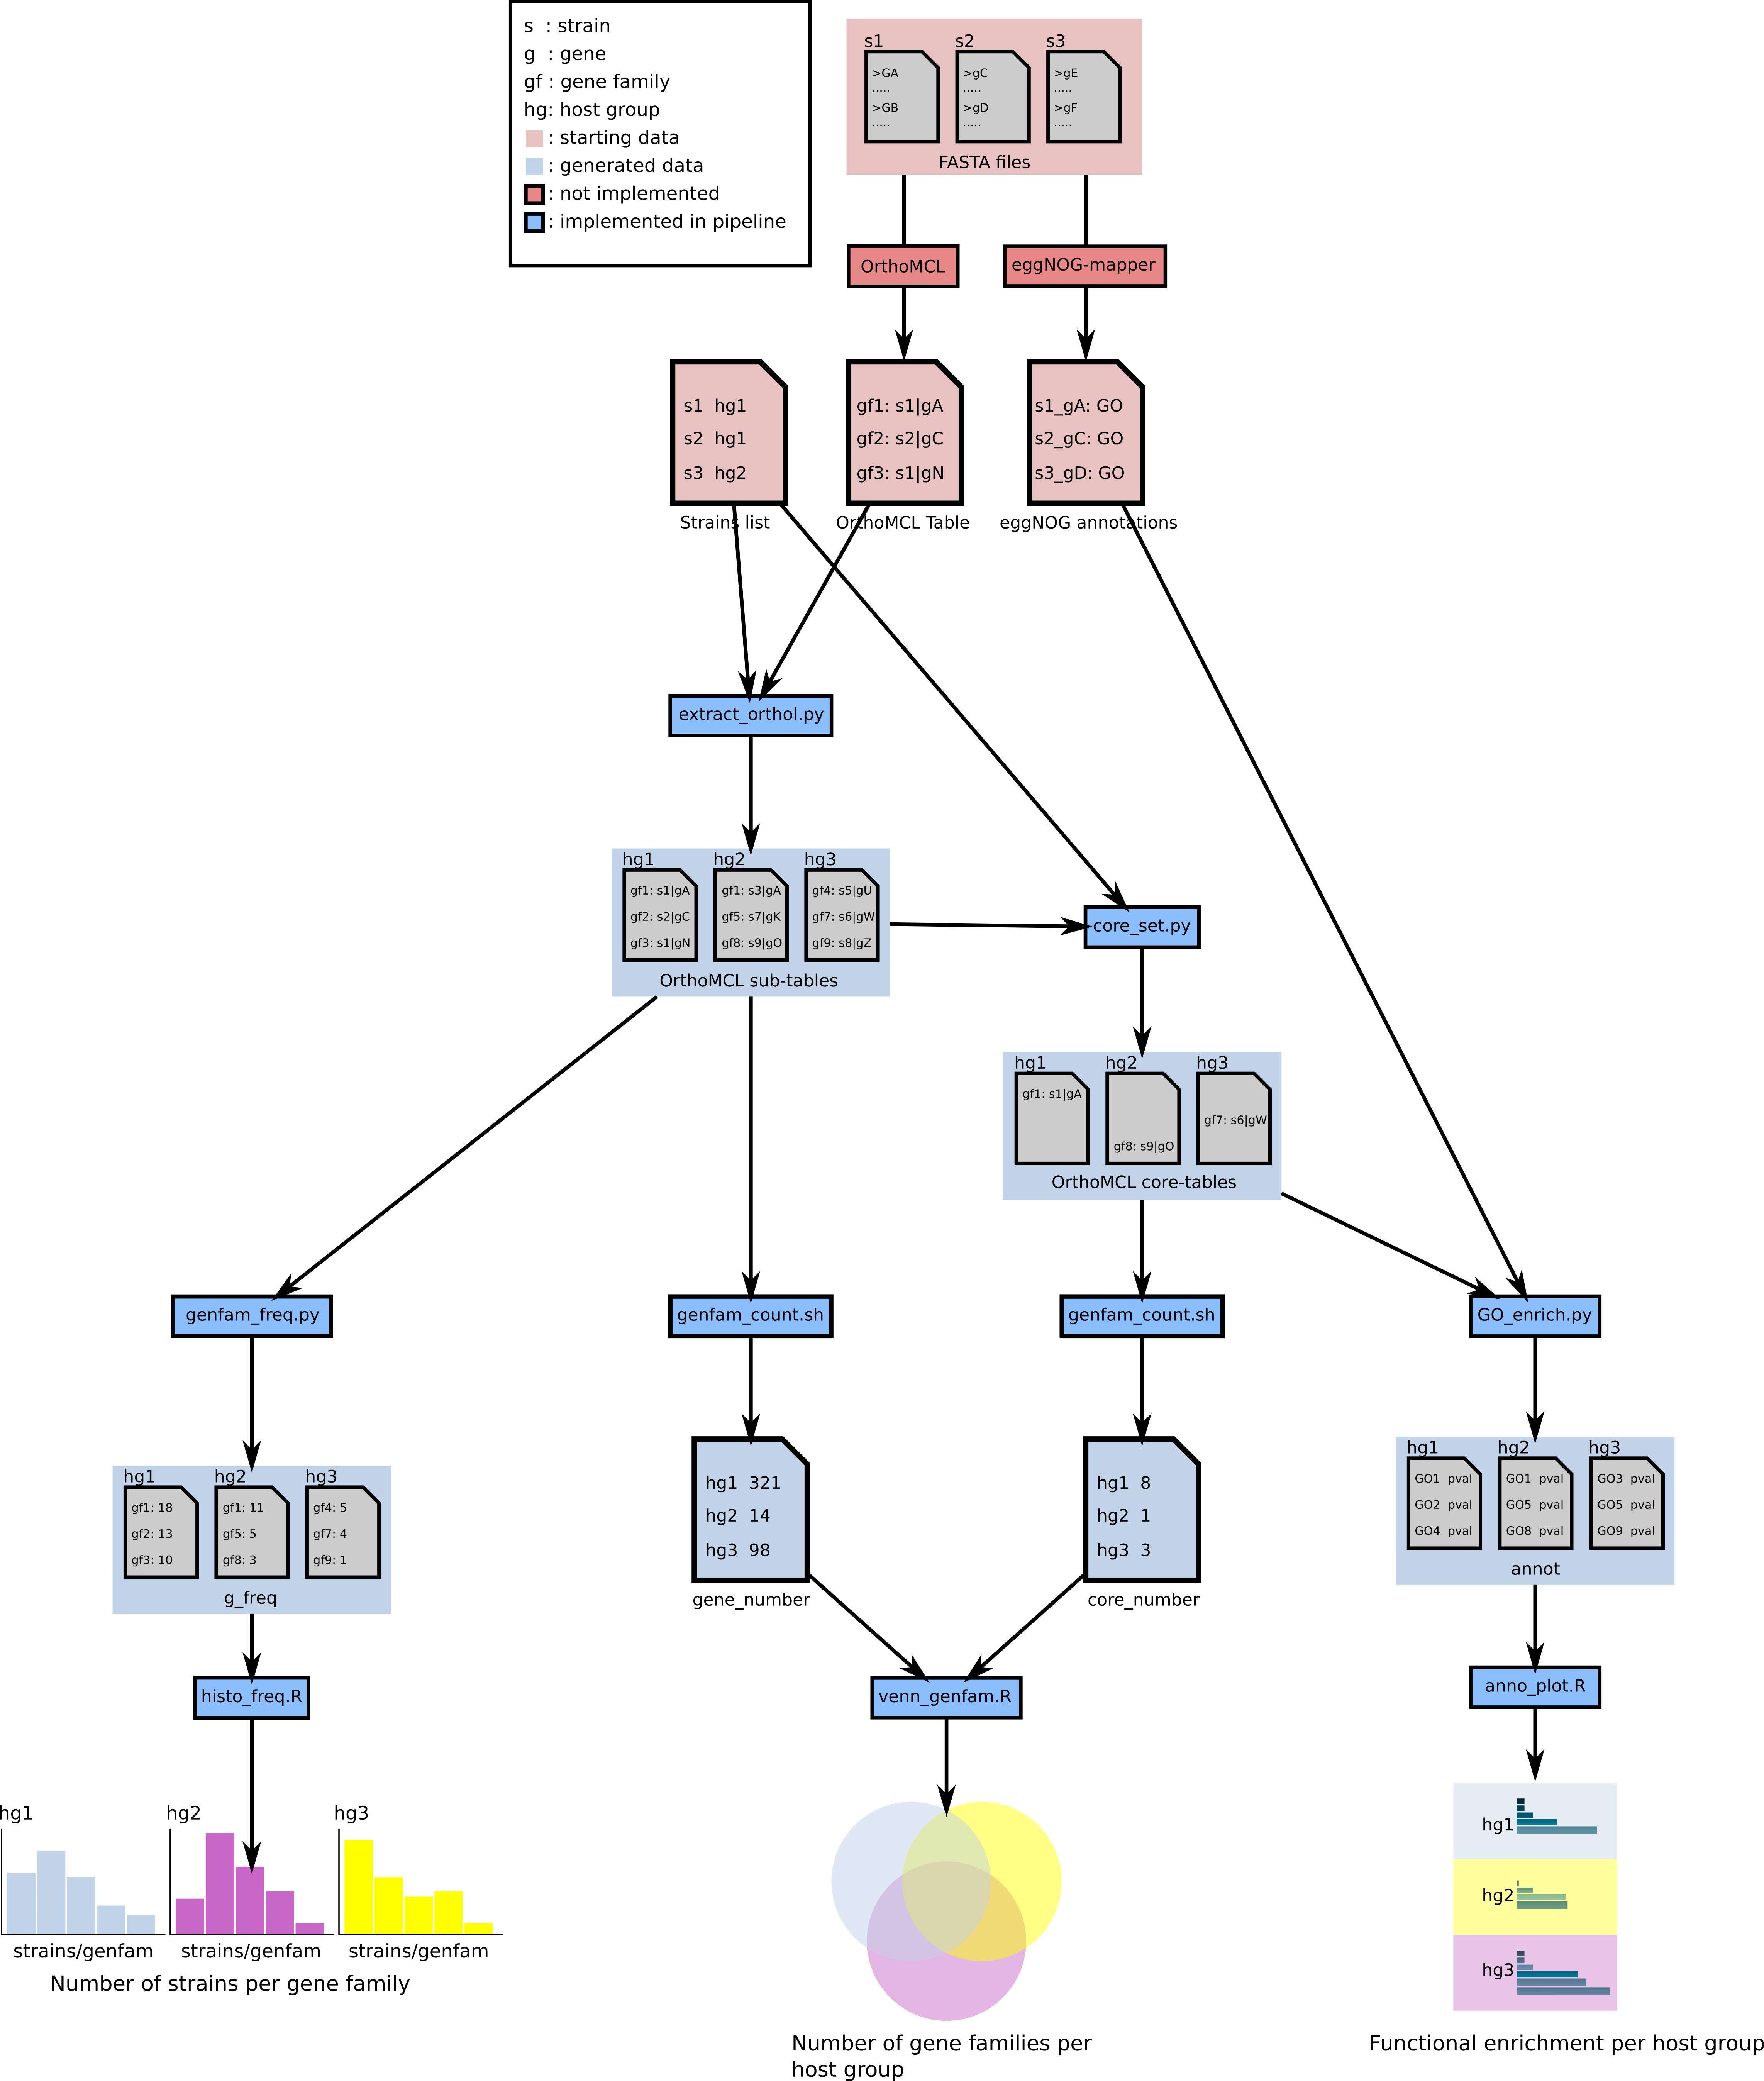 s : strain
g : gene
gf : gene family
hg: host group
: starting data
: generated data
: not implemented
: implemented in pipeline
s1 s2 s3
>GA
.....
>GB
.....
>gC
.....
>gD
.....
>gE
.....
>gF
.....
FASTA files
OrthoMCL
eggNOG-mapper
s1 hg1
s2 hg1
s3 hg2
Strains list
gf1: s1|gA
gf2: s2|gC
gf3: s1|gN
OrthoMCL Table
s1_gA: GO
s2_gC: GO
s3_gD: GO
eggNOG annotations
extract_orthol.py
hg1
gf1: s1|gA
gf2: s2|gC
gf3: s1|gN
hg2
gf1: s3|gA
gf5: s7|gK
gf8: s9|gO
hg3
gf4: s5|gU
gf7: s6|gW
gf9: s8|gZ
OrthoMCL sub-tables
core_set.py
hg1
gf1: s1|gA
hg2
gf8: s9|gO
hg3
gf7: s6|gW
OrthoMCL core-tables
genfam_freq.py
genfam_count.sh
genfam_count.sh
GO_enrich.py
hg1
gf1: 18
gf2: 13
gf3: 10
hg2
gf1: 11
gf5: 5
gf8: 3
hg3
gf4: 5
gf7: 4
gf9: 1
g_freq
hg1 321
hg2 14
hg3 98
gene_number
hg1 8
hg2 1
hg3 3
core_number
hg1
GO1 pval
GO2 pval
GO4 pval
hg2
GO1 pval
GO5 pval
GO8 pval
hg3
GO3 pval
GO5 pval
GO9 pval
annot
histo_freq.R
venn_genfam.R
anno_plot.R
hg1
strains/genfam
hg2
strains/genfam
hg3
strains/genfam
Number of strains per gene family
Number of gene families per
host group
hg1
hg2
hg3
Functional enrichment per host group